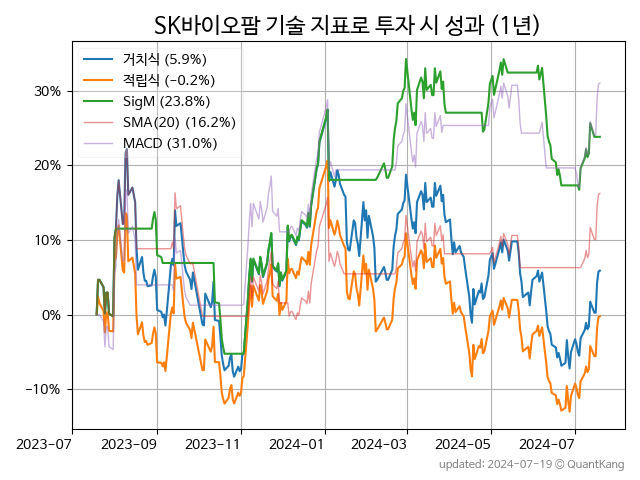 SK바이오팜 기술 지표로 투자 시 성과 (1년)
거치식 (5.9%)
적립식 (−0.2%)
SigM (23.8%)
SMA(20) (16.2%)
MACD (31.0%)
30%
20%
10%
0%
−10%
2023-07 2023-09 2023-11 2024-01 2024-03 2024-05 2024-07
updated: 2024-07-19 © QuantKang